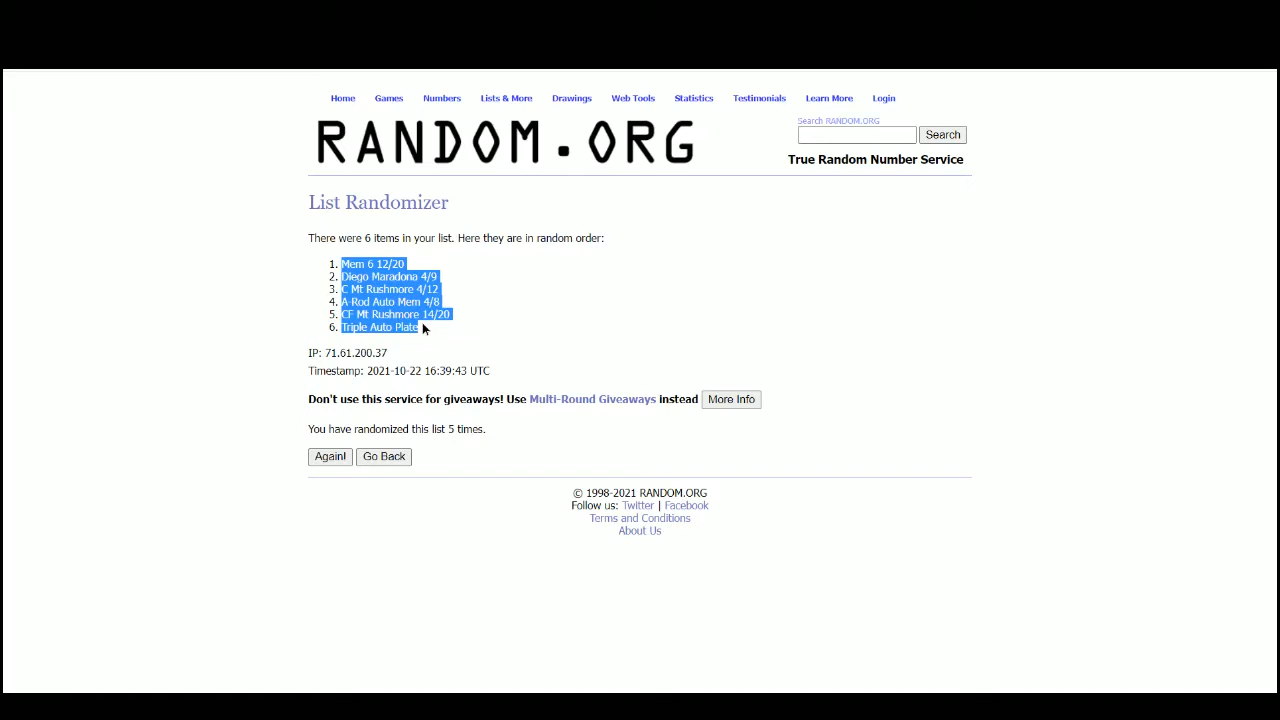 Home Games Numbers Lists & More Drawings Web Tools Statistics Testimonials Learn More Login
Search RANDOM.ORG
RANDOM.ORG
Search
True Random Number Service
List Randomizer
There were 6 items in your list. Here they are in random order:
1. Mem 6 12/20
2. Diego Maradona 4/9
3. C Mt Rushmore 4/12
4. A-Rod Auto Mem 4/8
5. CF Mt Rushmore 14/20
6. Triple Auto Plate
IP: 71.61.200.37
Timestamp: 2021-10-22 16:39:43 UTC
Don't use this service for giveaways! Use Multi-Round Giveaways instead More Info
You have randomized this list 5 times.
Again! Go Back
© 1998-2021 RANDOM.ORG
Follow us: Twitter | Facebook
Terms and Conditions
About Us